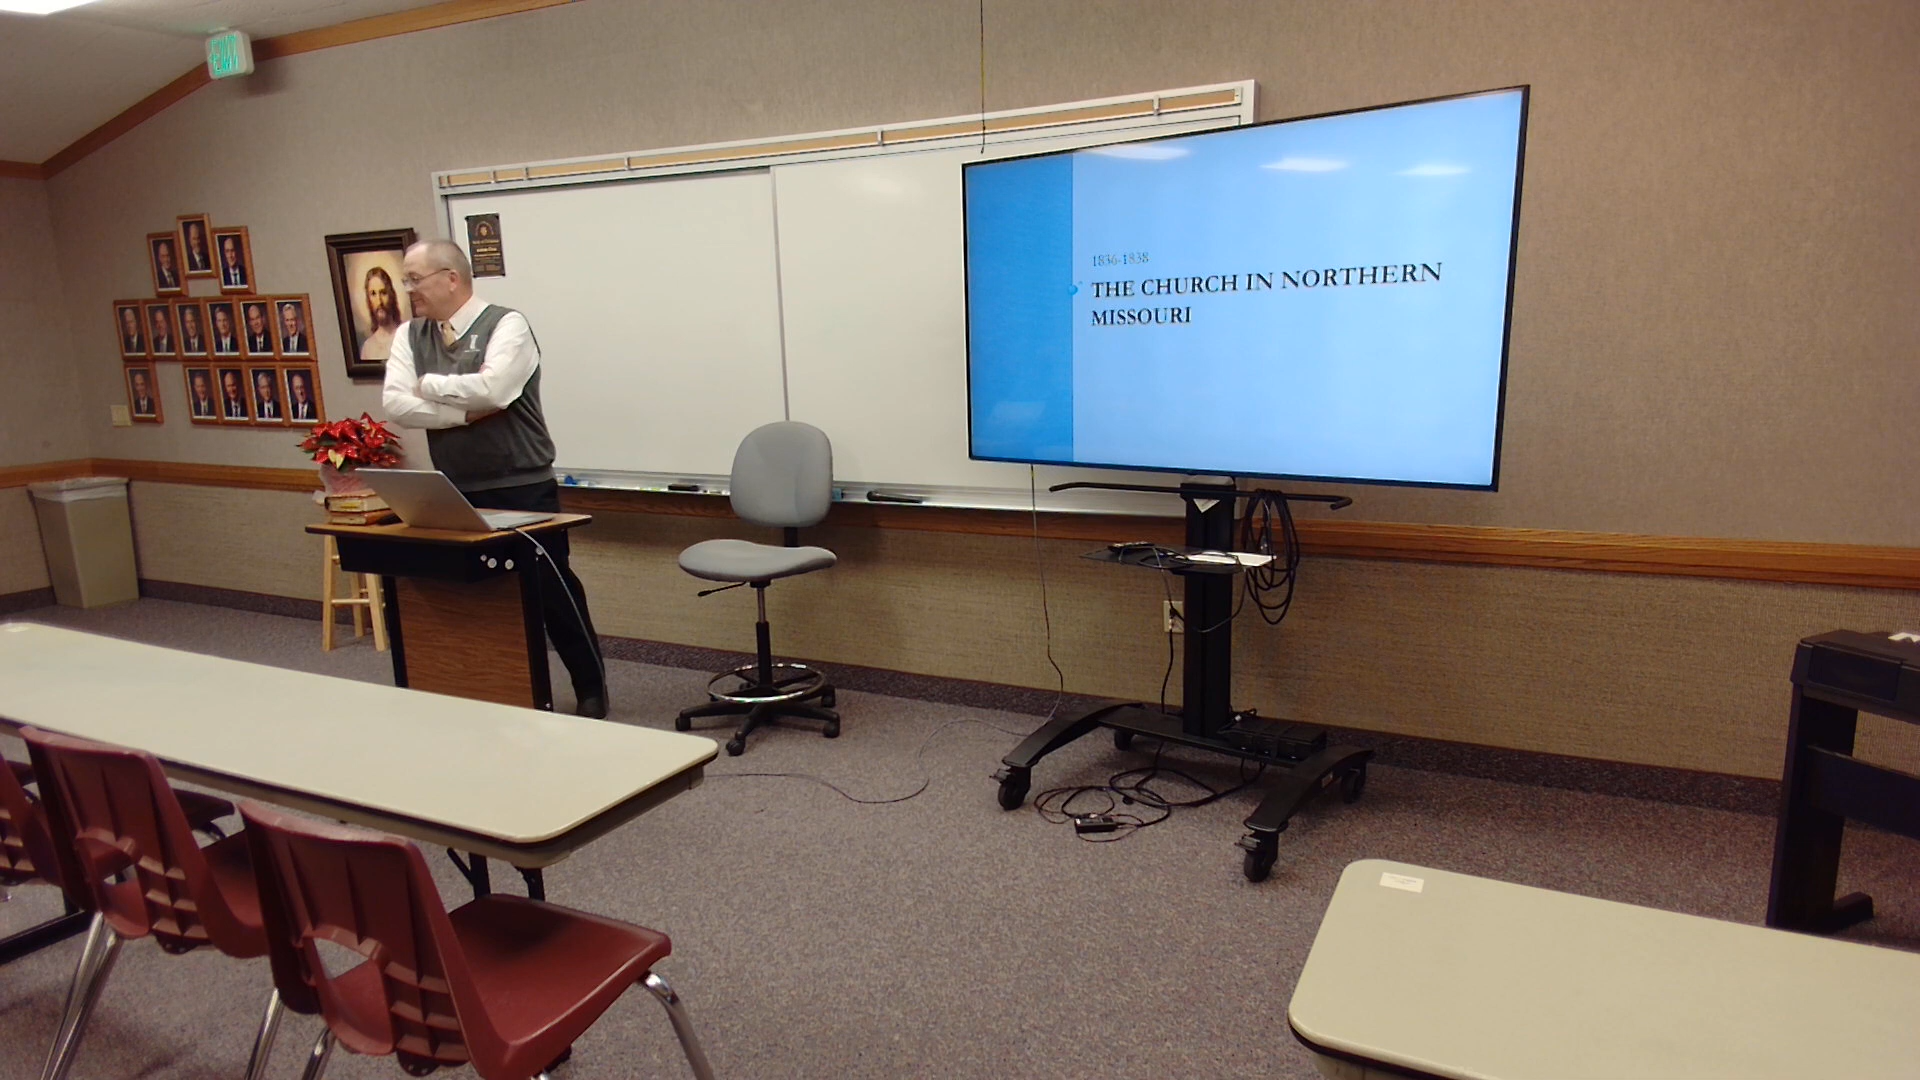 EXIT
1836-1838
THE CHURCH IN NORTHERN
MISSOURI